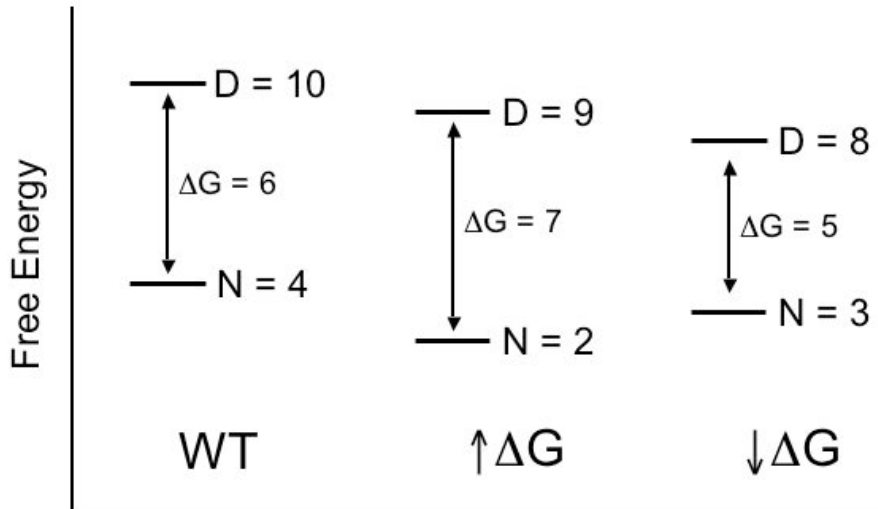 Free Energy
D = 10
ΔG = 6
N = 4
WT
D = 9
ΔG = 7
N = 2
↑ΔG
D = 8
ΔG = 5
N = 3
↓ΔG